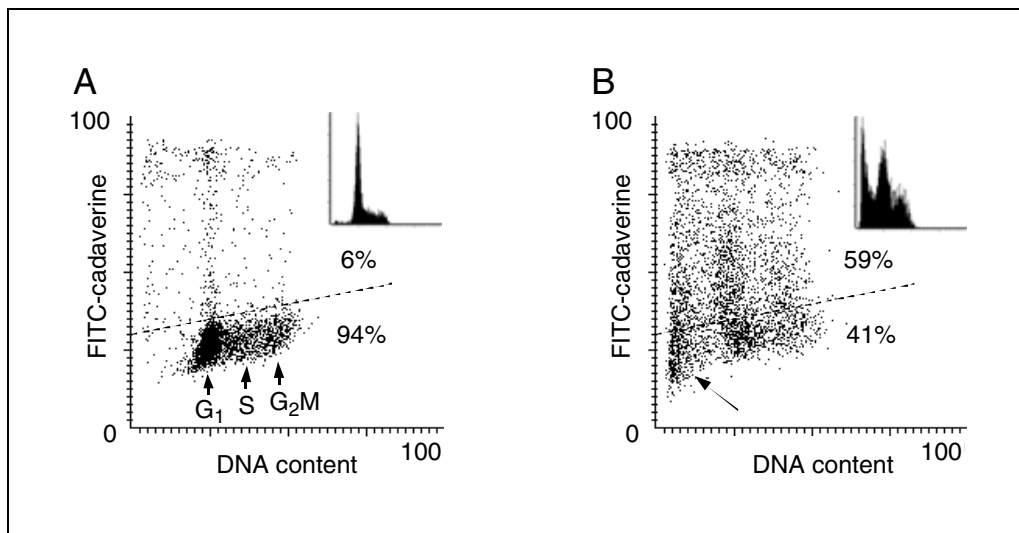 A
100
FITC-cadaverine
0
6%
94%
G1
S
G2M
DNA content
100
B
100
FITC-cadaverine
0
59%
41%
DNA content
100